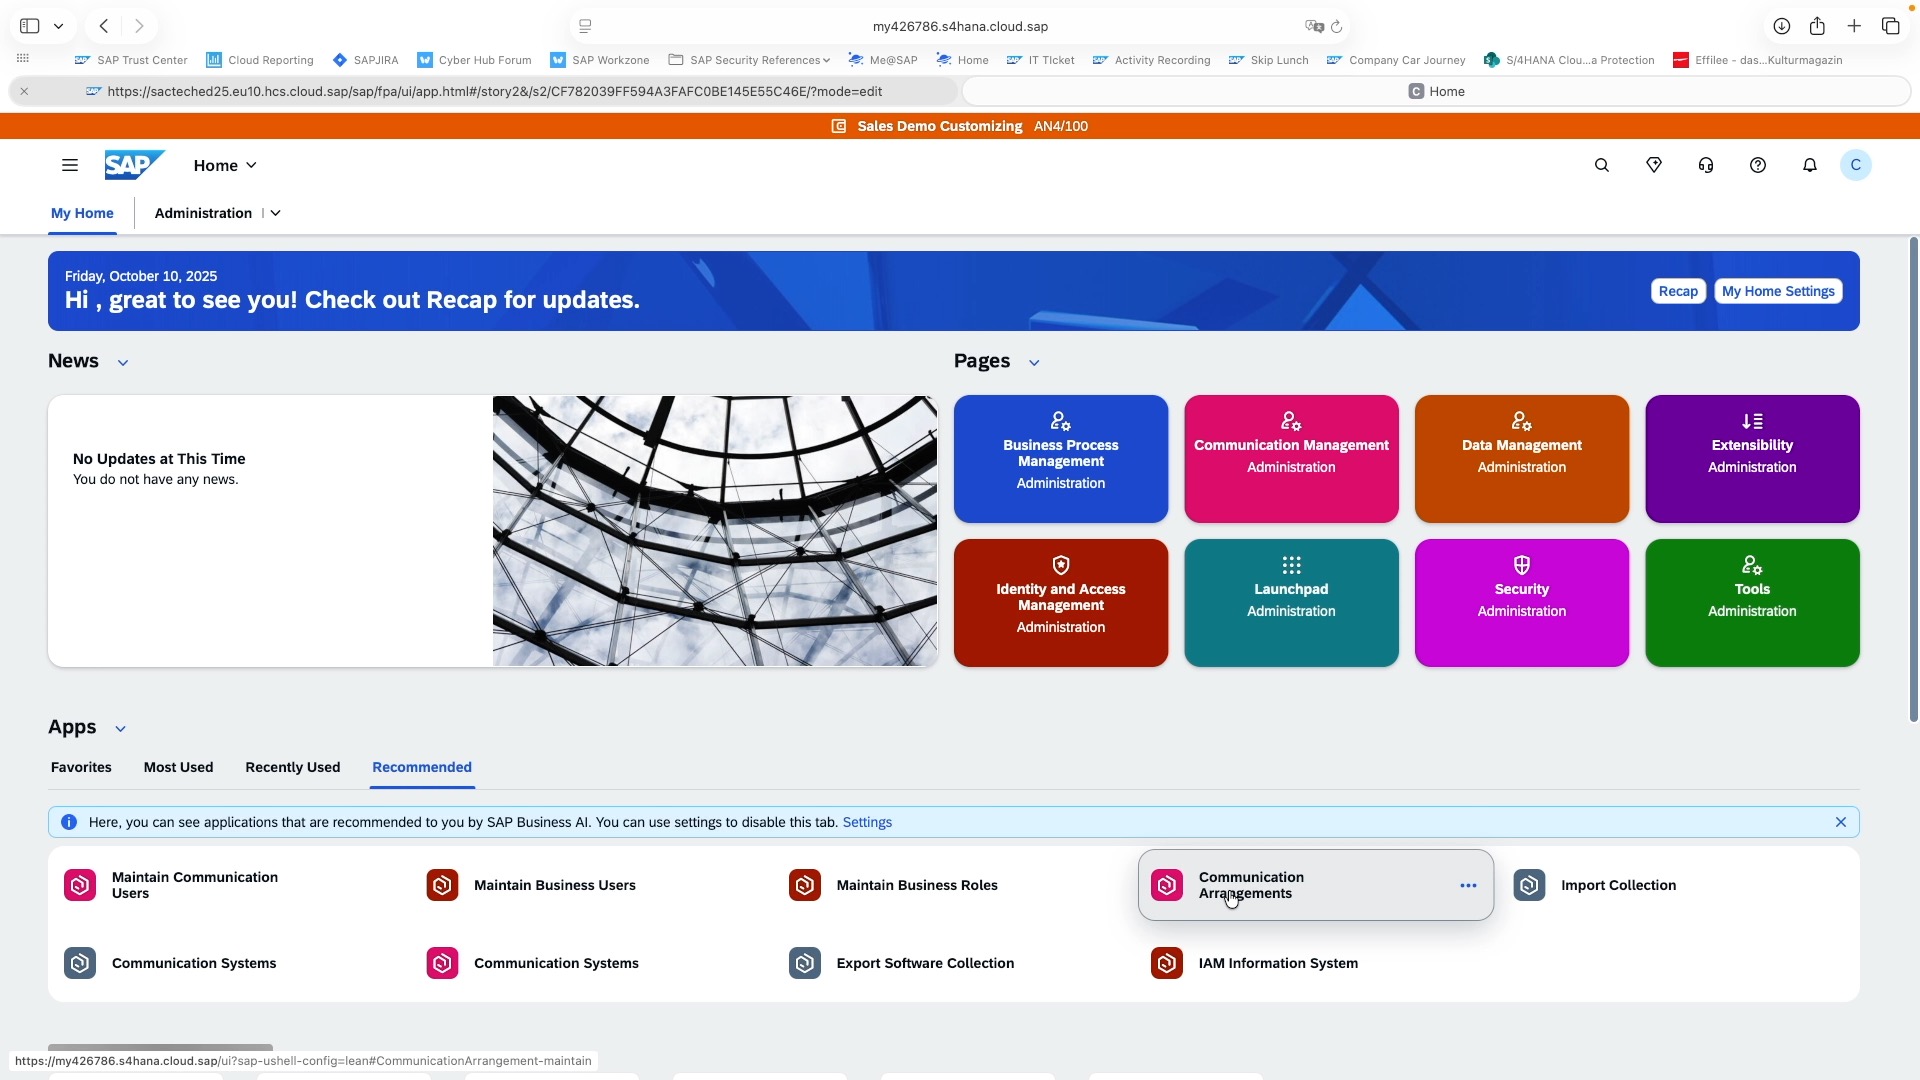 my426786.s4hana.cloud.sap
SAP Trust Center
Cloud Reporting
SAPJIRA
Cyber Hub Forum
SAP Workzone
SAP Security References
Me@SAP
Home
IT TIcket
Activity Recording
Skip Lunch
Company Car Journey
S/4HANA Clou...a Protection
Effilee - das...Kulturmagazin
https://sacteched25.eu10.hcs.cloud.sap/sap/fpa/ui/app.html#/story2&/s2/CF782039FF594A3FAFC0BE145E55C46E/?mode=edit
C Home
Sales Demo Customizing AN4/100
SAP
Home
C
My Home
Administration
Friday, October 10, 2025
Hi , great to see you! Check out Recap for updates.
Recap
My Home Settings
News
No Updates at This Time
You do not have any news.
Pages
Business Process
Management
Administration
Communication Management
Administration
Data Management
Administration
Extensibility
Administration
Identity and Access
Management
Administration
Launchpad
Administration
Security
Administration
Tools
Administration
Apps
Favorites
Most Used
Recently Used
Recommended
Here, you can see applications that are recommended to you by SAP Business AI. You can use settings to disable this tab. Settings
Maintain Communication
Users
Maintain Business Users
Maintain Business Roles
Communication
Arrangements
Import Collection
Communication Systems
Communication Systems
Export Software Collection
IAM Information System
https://my426786.s4hana.cloud.sap/ui?sap-ushell-config=lean#CommunicationArrangement-maintain